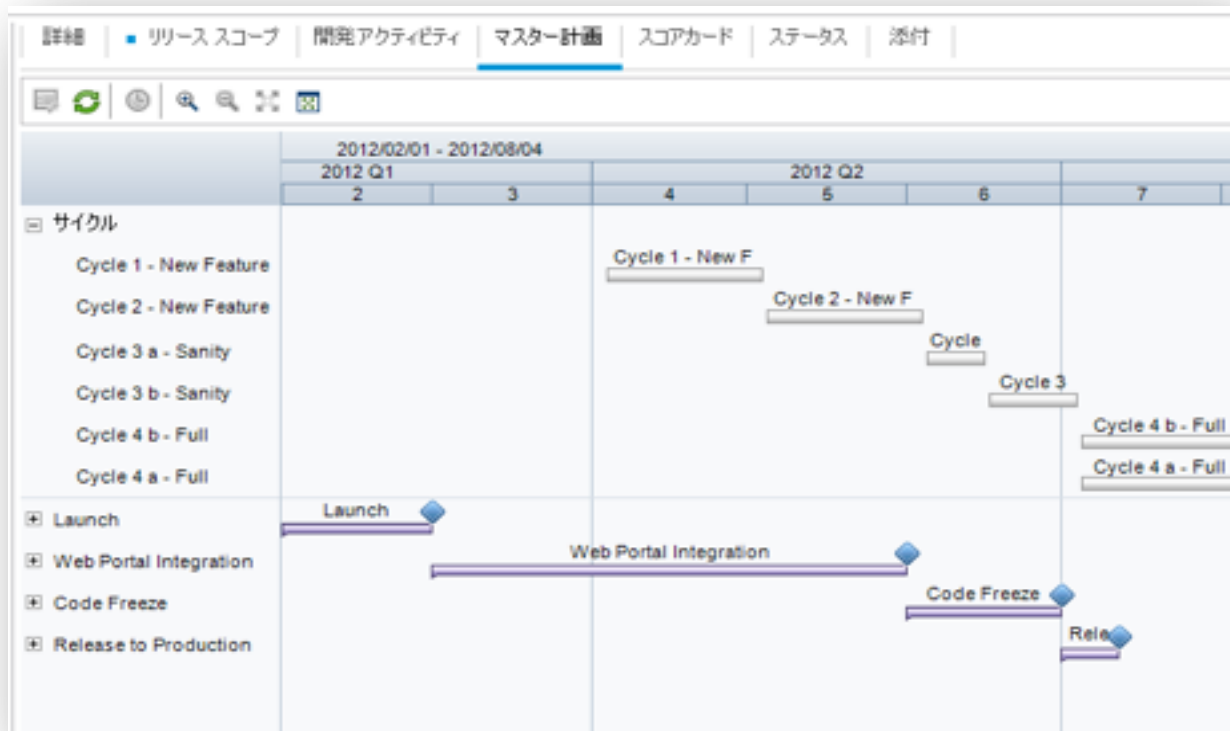 詳細 リリース スコープ 開発アクティビティ マスター計画 スコアカード ステータス 添付
2012/02/01 - 2012/08/04
2012 Q1 2012 Q2
2 3 4 5 6 7
サイクル
Cycle 1 - New Feature Cycle 1 - New F
Cycle 2 - New Feature Cycle 2 - New F
Cycle 3 a - Sanity Cycle
Cycle 3 b - Sanity Cycle 3
Cycle 4 b - Full Cycle 4 b - Full
Cycle 4 a - Full Cycle 4 a - Full
Launch Launch
Web Portal Integration Web Portal Integration
Code Freeze Code Freeze
Release to Production Rele